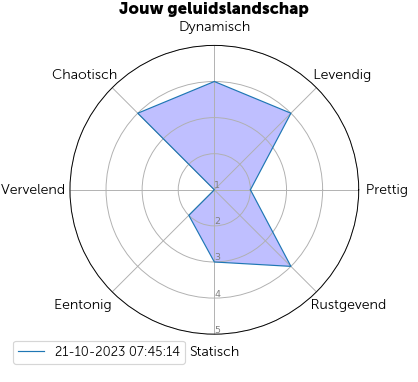 Jouw geluidslandschap
Dynamisch
Chaotisch
Levendig
Vervelend
1
Prettig
2
3
4
Eentonig
Rustgevend
5
21-10-2023 07:45:14
Statisch